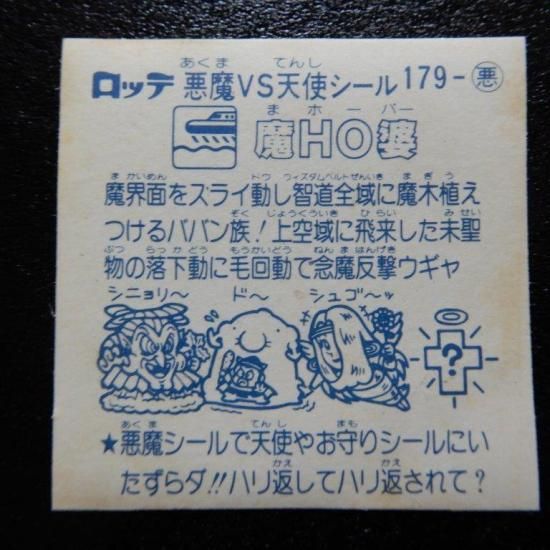 あくま てんし
ロッテ 悪魔VS天使シール 179-悪
ま ホー バー
魔HO婆
まかいめん どう ウィズダムベルトぜんいき まぎう
魔界面をスライ動し智道全域に魔木植え
ぞく じょうくういき ひらい みせい
つけるババン族!上空域に飛来した未聖
ぶつ らっかどう もうかいどう ねんまはんげき
物の落下動に毛回動で念魔反撃ウギャ
シニョリ〜 ド〜 シュゴ〜ッ
?
あくま てんし まも
★悪魔シールで天使やお守りシールにい
かえ かえ
たずらダ!!ハリ返してハリ返されて?